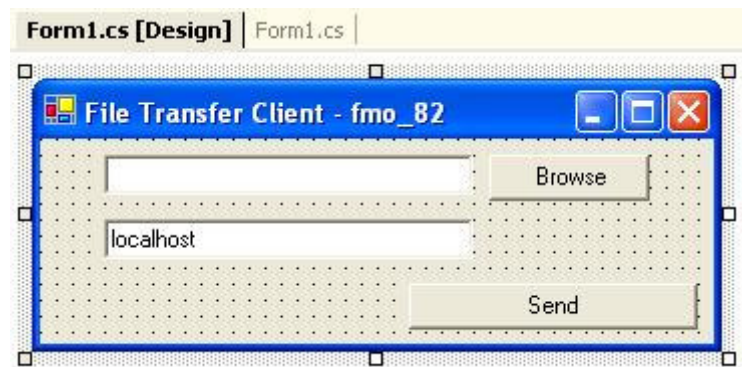 Form1.cs [Design] Form1.cs
File Transfer Client - fmo_82
Browse
localhost
Send